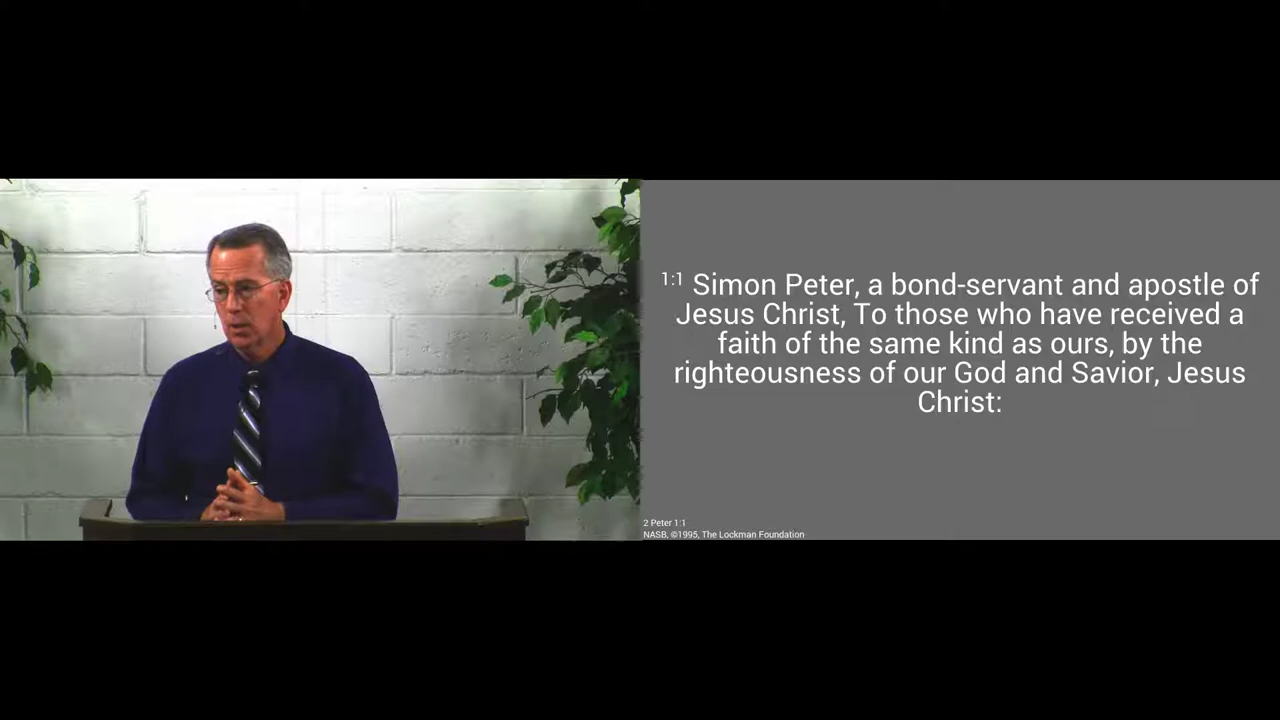 1:1 Simon Peter, a bond-servant and apostle of
Jesus Christ, To those who have received a
faith of the same kind as ours, by the
righteousness of our God and Savior, Jesus
Christ:
2 Peter 1:1
NASB, ©1995, The Lockman Foundation